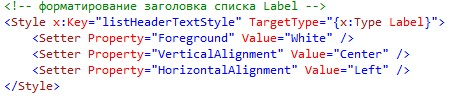 <!-- форматирование заголовка списка Label -->
<Style x:Key="listHeaderTextStyle" TargetType="{x:Type Label}">
    <Setter Property="Foreground" Value="White" />
    <Setter Property="VerticalAlignment" Value="Center" />
    <Setter Property="HorizontalAlignment" Value="Left" />
</Style>